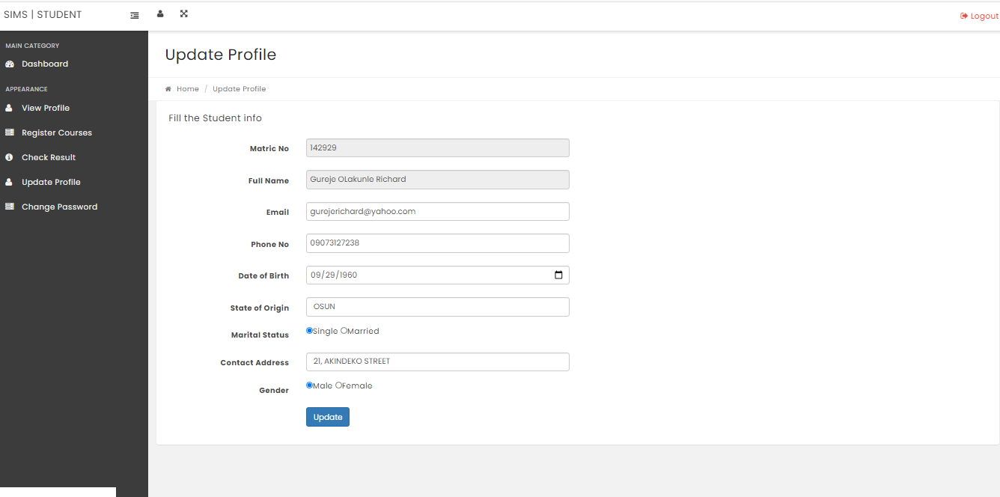 SIMS | STUDENT
Logout
MAIN CATEGORY
Dashboard
APPEARANCE
View Profile
Register Courses
Check Result
Update Profile
Change Password
Update Profile
Home / Update Profile
Fill the Student info
Matric No 142929
Full Name Gureje OLakunle Richard
Email gurejerichard@yahoo.com
Phone No 09073127238
Date of Birth 09/29/1960
State of Origin OSUN
Marital Status Single Married
Contact Address 21, AKINDEKO STREET
Gender Male Female
Update